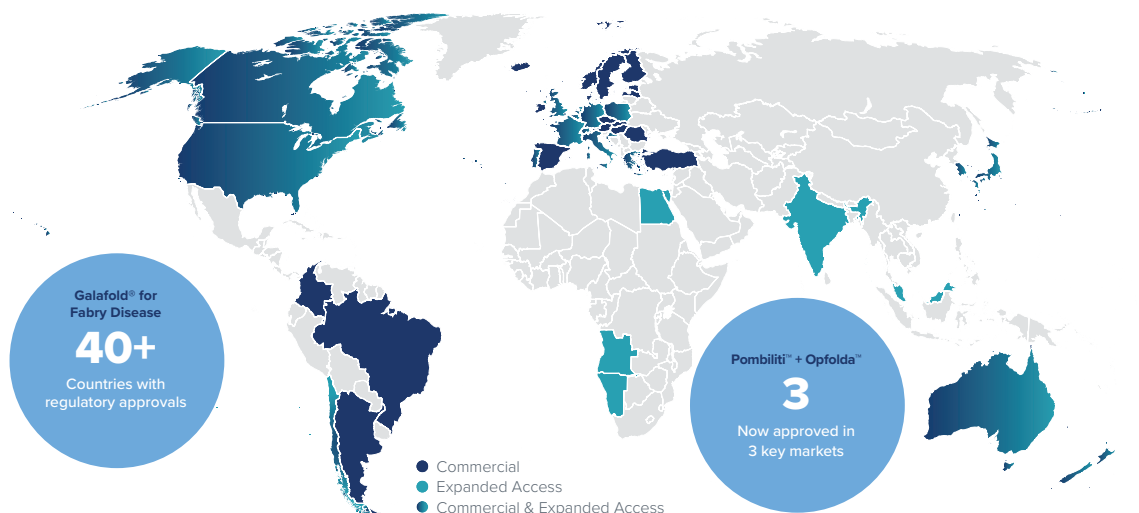 Galafold® for
Fabry Disease
40+
Countries with
regulatory approvals
Pombiliti™ + Opfolda™
3
Now approved in
3 key markets
Commercial
Expanded Access
Commercial & Expanded Access